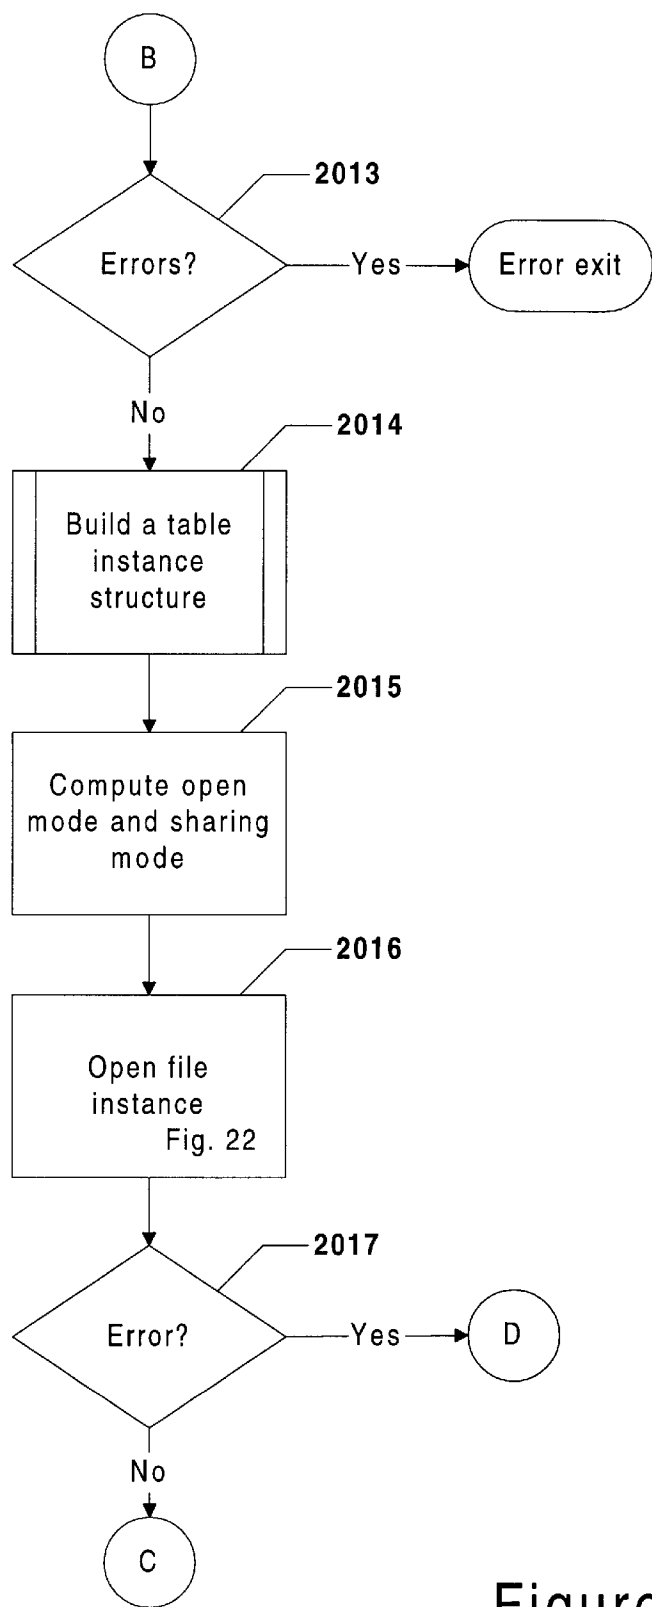 B
2013
Errors?
Yes
Error exit
No
2014
Build a table
instance
structure
2015
Compute open
mode and sharing
mode
2016
Open file
instance
Fig. 22
2017
Error?
Yes
D
No
C
Figure